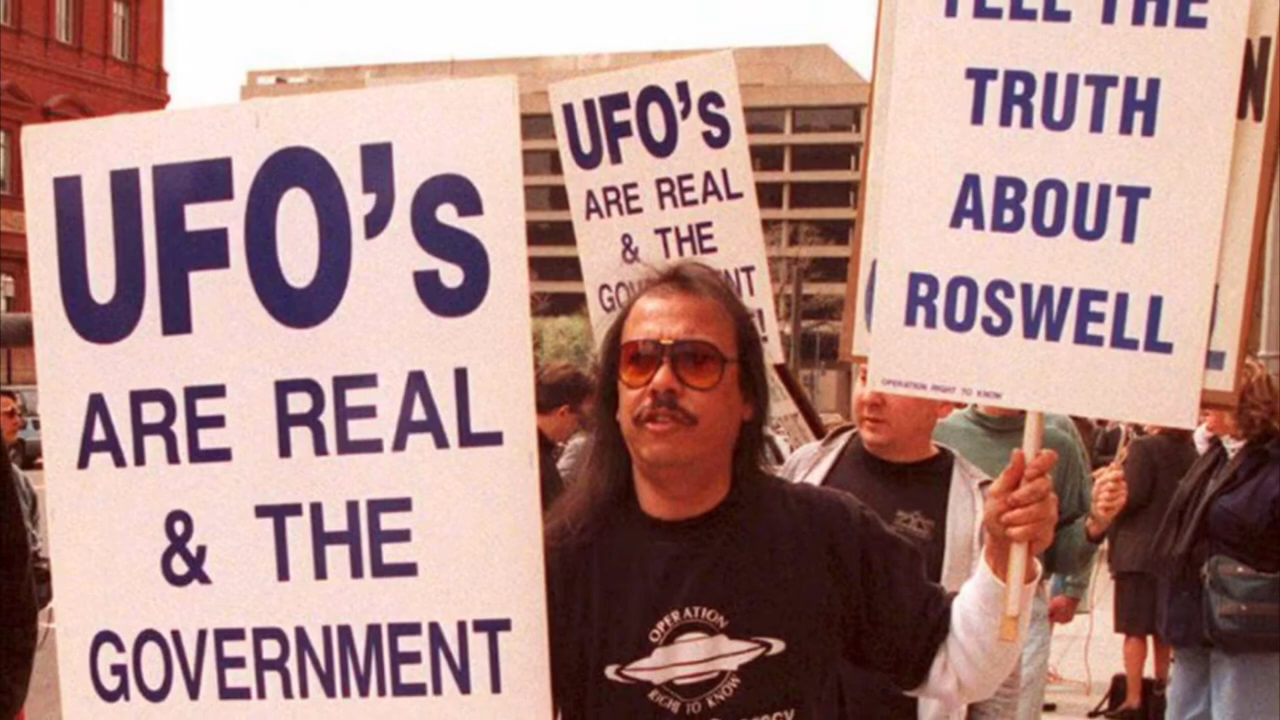 UFO's
ARE REAL
& THE
GOVERNMENT
UFO's
ARE REAL
& THE
TELL THE
TRUTH
ABOUT
ROSWELL
OPERATION RIGHT TO KNOW
OPERATION
RIGHT TO KNOW